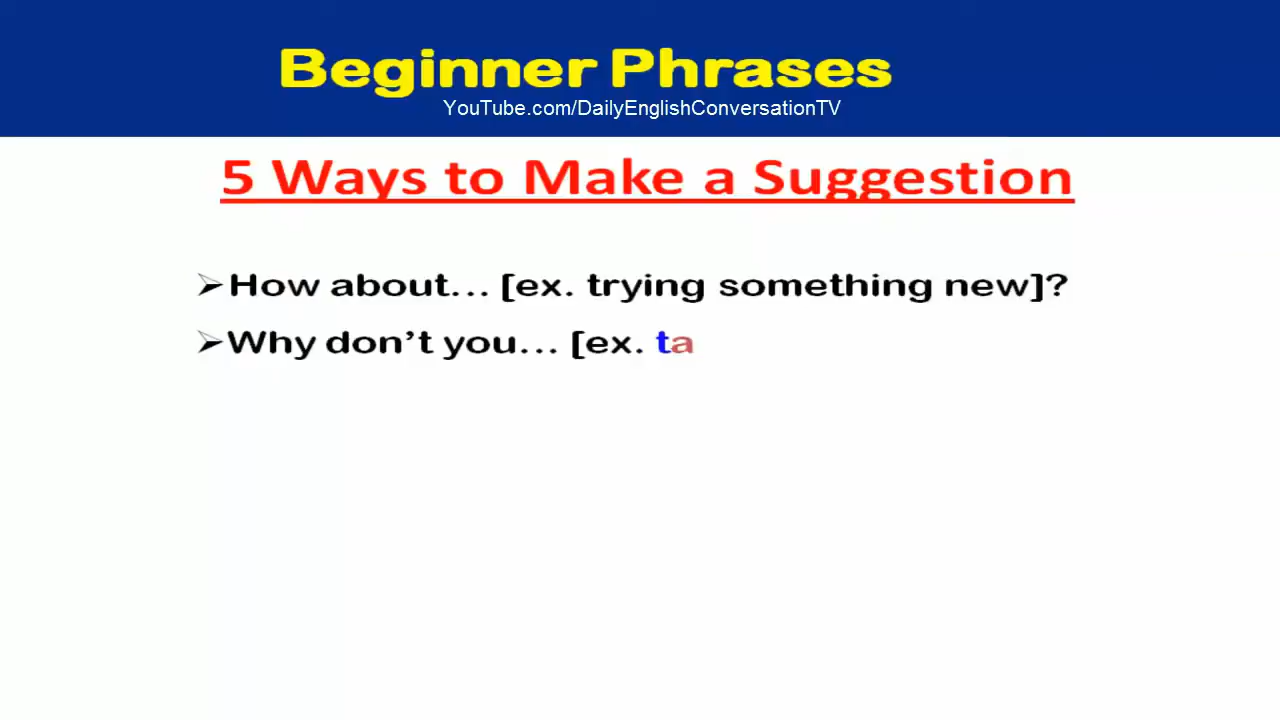 Beginner Phrases
YouTube.com/DailyEnglishConversationTV
5 Ways to Make a Suggestion
➢How about... [ex. trying something new]?
➢Why don't you... [ex. ta